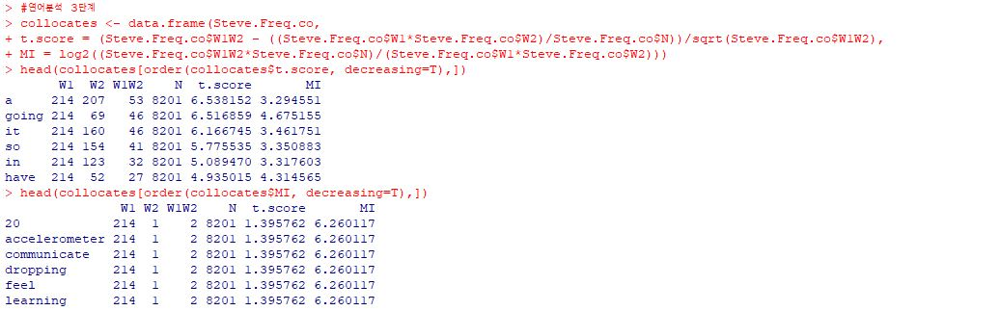 > #연어분석 3단계
> collocates <- data.frame(Steve.Freq.co,
+ t.score = (Steve.Freq.co$W1W2 - ((Steve.Freq.co$W1*Steve.Freq.co$W2)/Steve.Freq.co$N))/sqrt(Steve.Freq.co$W1W2),
+ MI = log2((Steve.Freq.co$W1W2*Steve.Freq.co$N)/(Steve.Freq.co$W1*Steve.Freq.co$W2)))
> head(collocates[order(collocates$t.score, decreasing=T),])
W1 W2 W1W2 N t.score MI
a 214 207 53 8201 6.538152 3.294551
going 214 69 46 8201 6.516859 4.675155
it 214 160 46 8201 6.166745 3.461751
so 214 154 41 8201 5.775535 3.350883
in 214 123 32 8201 5.089470 3.317603
have 214 52 27 8201 4.935015 4.314565
> head(collocates[order(collocates$MI, decreasing=T),])
W1 W2 W1W2 N t.score MI
20 214 1 2 8201 1.395762 6.260117
accelerometer 214 1 2 8201 1.395762 6.260117
communicate 214 1 2 8201 1.395762 6.260117
dropping 214 1 2 8201 1.395762 6.260117
feel 214 1 2 8201 1.395762 6.260117
learning 214 1 2 8201 1.395762 6.260117